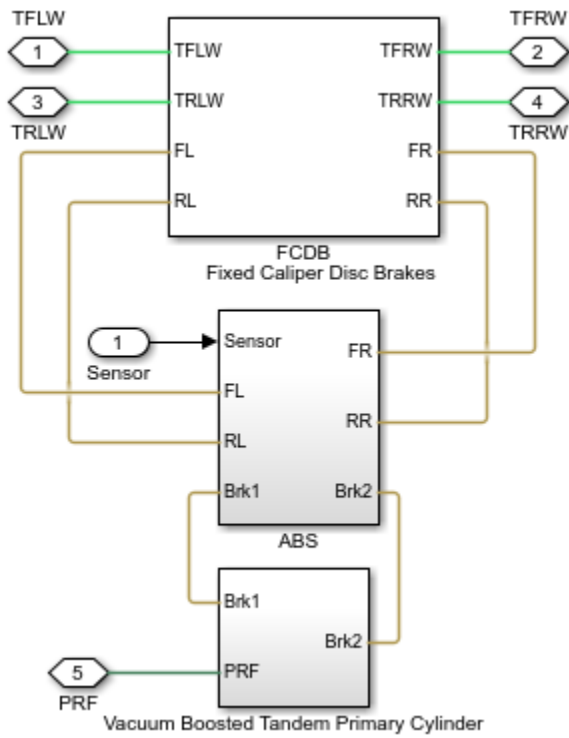 TFLW TFRW
1 TFLW TFRW 2
3 TRLW TRRW 4
TRLW TRRW
FL FR
RL RR
FCDB
Fixed Caliper Disc Brakes
1 Sensor FR
Sensor
FL
RR
RL
Brk1 Brk2
ABS
Brk1
Brk2
5 PRF
PRF
Vacuum Boosted Tandem Primary Cylinder